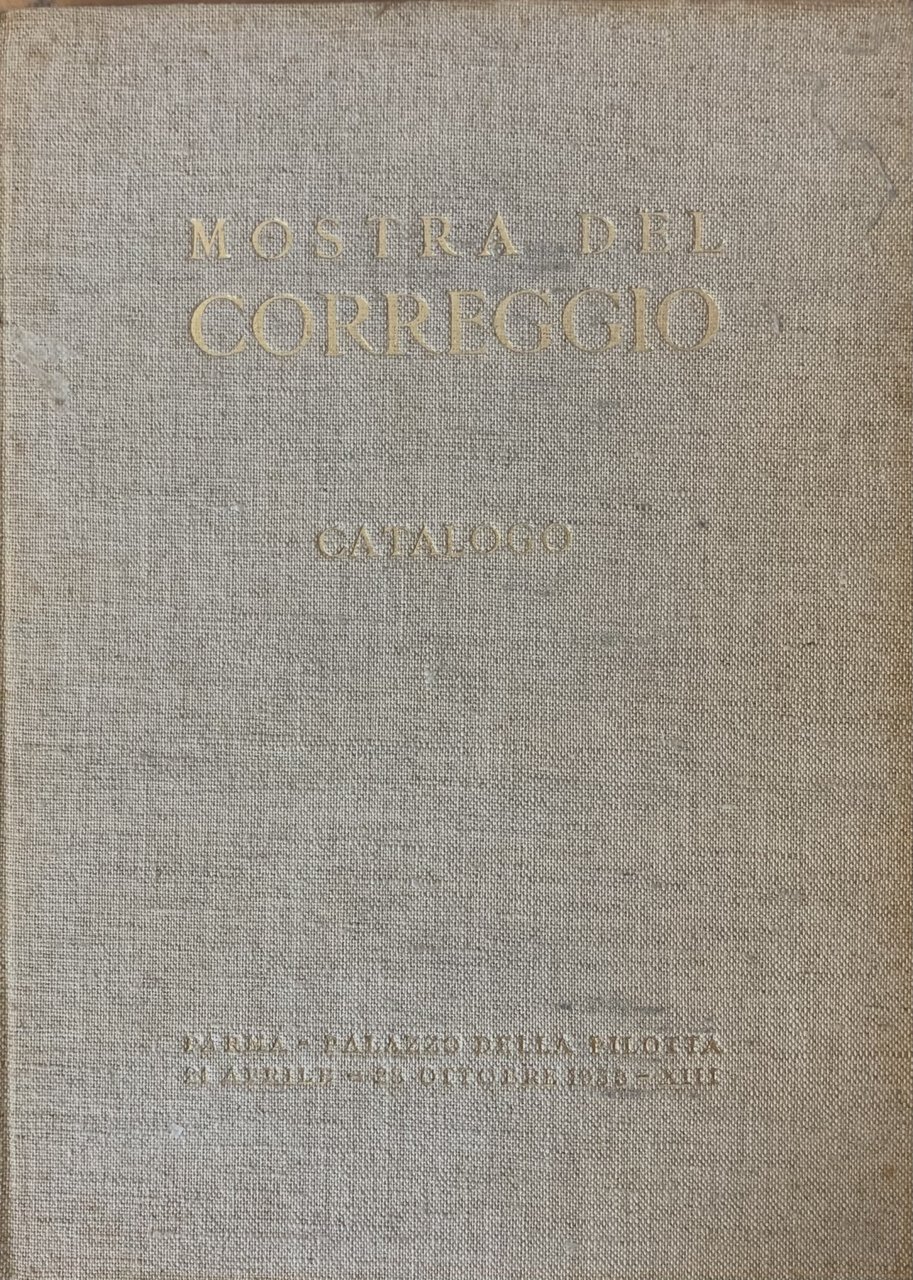 MOSTRA DEL
CORREGGIO
CATALOGO
PARMA - PALAZZO DELLA PILOTTA
21 APRILE - 28 OTTOBRE 1935 - XIII